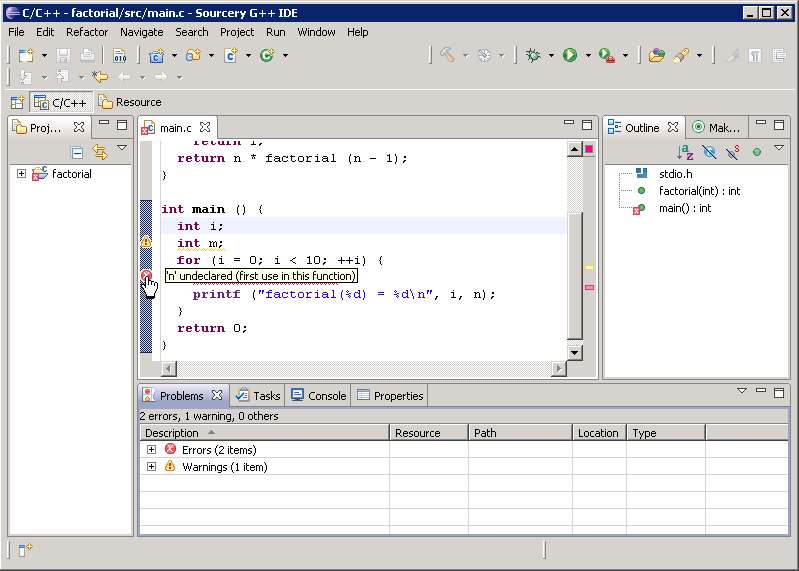 C/C++ - factorial/src/main.c - Sourcery G++ IDE
File Edit Refactor Navigate Search Project Run Window Help
010
C/C++ Resource
Proj... main.c Outline Mak...
factorial
return 1;
return n * factorial (n - 1);
}
int main () {
int i;
int m;
for (i = 0; i < 10; ++i) {
'n' undeclared (first use in this function)
printf ("factorial(%d) = %d\n", i, n);
}
return 0;
}
stdio.h
factorial(int) : int
main() : int
Problems Tasks Console Properties
2 errors, 1 warning, 0 others
Description Resource Path Location Type
Errors (2 items)
Warnings (1 item)